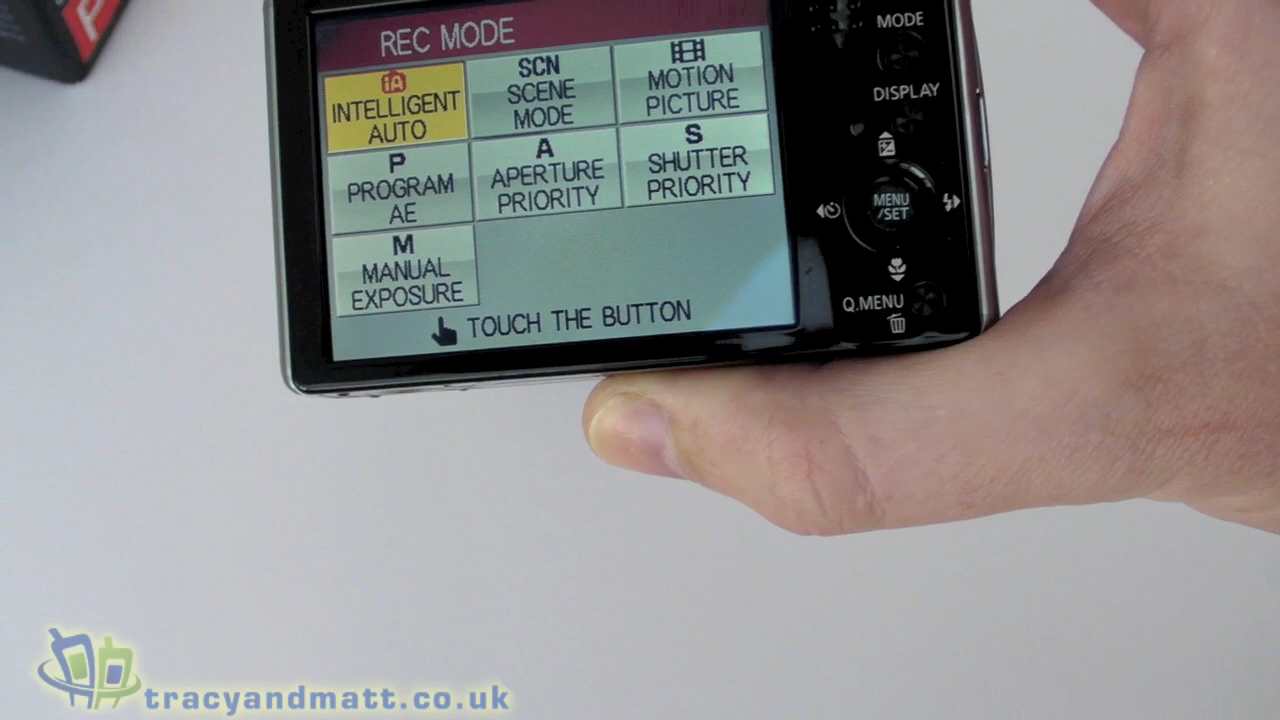 REC MODE
iA
INTELLIGENT
AUTO
SCN
SCENE
MODE
MOTION
PICTURE
P
PROGRAM
AE
A
APERTURE
PRIORITY
S
SHUTTER
PRIORITY
M
MANUAL
EXPOSURE
TOUCH THE BUTTON
MODE
DISPLAY
MENU
/SET
Q.MENU
tracyandmatt.co.uk